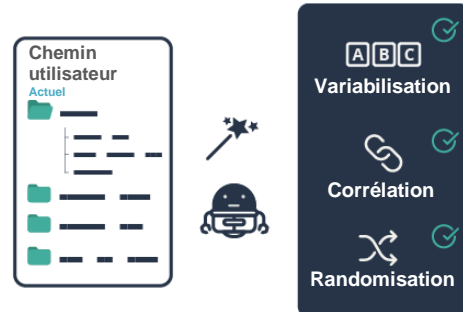 Chemin
utilisateur
Actuel
ABC
Variabilisation
Corrélation
Randomisation